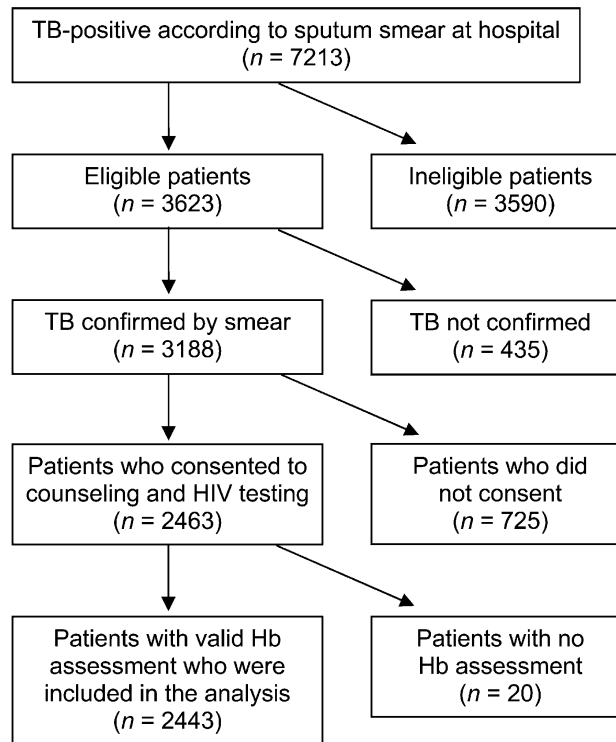 TB-positive according to sputum smear at hospital
(n = 7213)
Eligible patients
(n = 3623)
Ineligible patients
(n = 3590)
TB confirmed by smear
(n = 3188)
TB not confirmed
(n = 435)
Patients who consented to
counseling and HIV testing
(n = 2463)
Patients who did
not consent
(n = 725)
Patients with valid Hb
assessment who were
included in the analysis
(n = 2443)
Patients with no
Hb assessment
(n = 20)